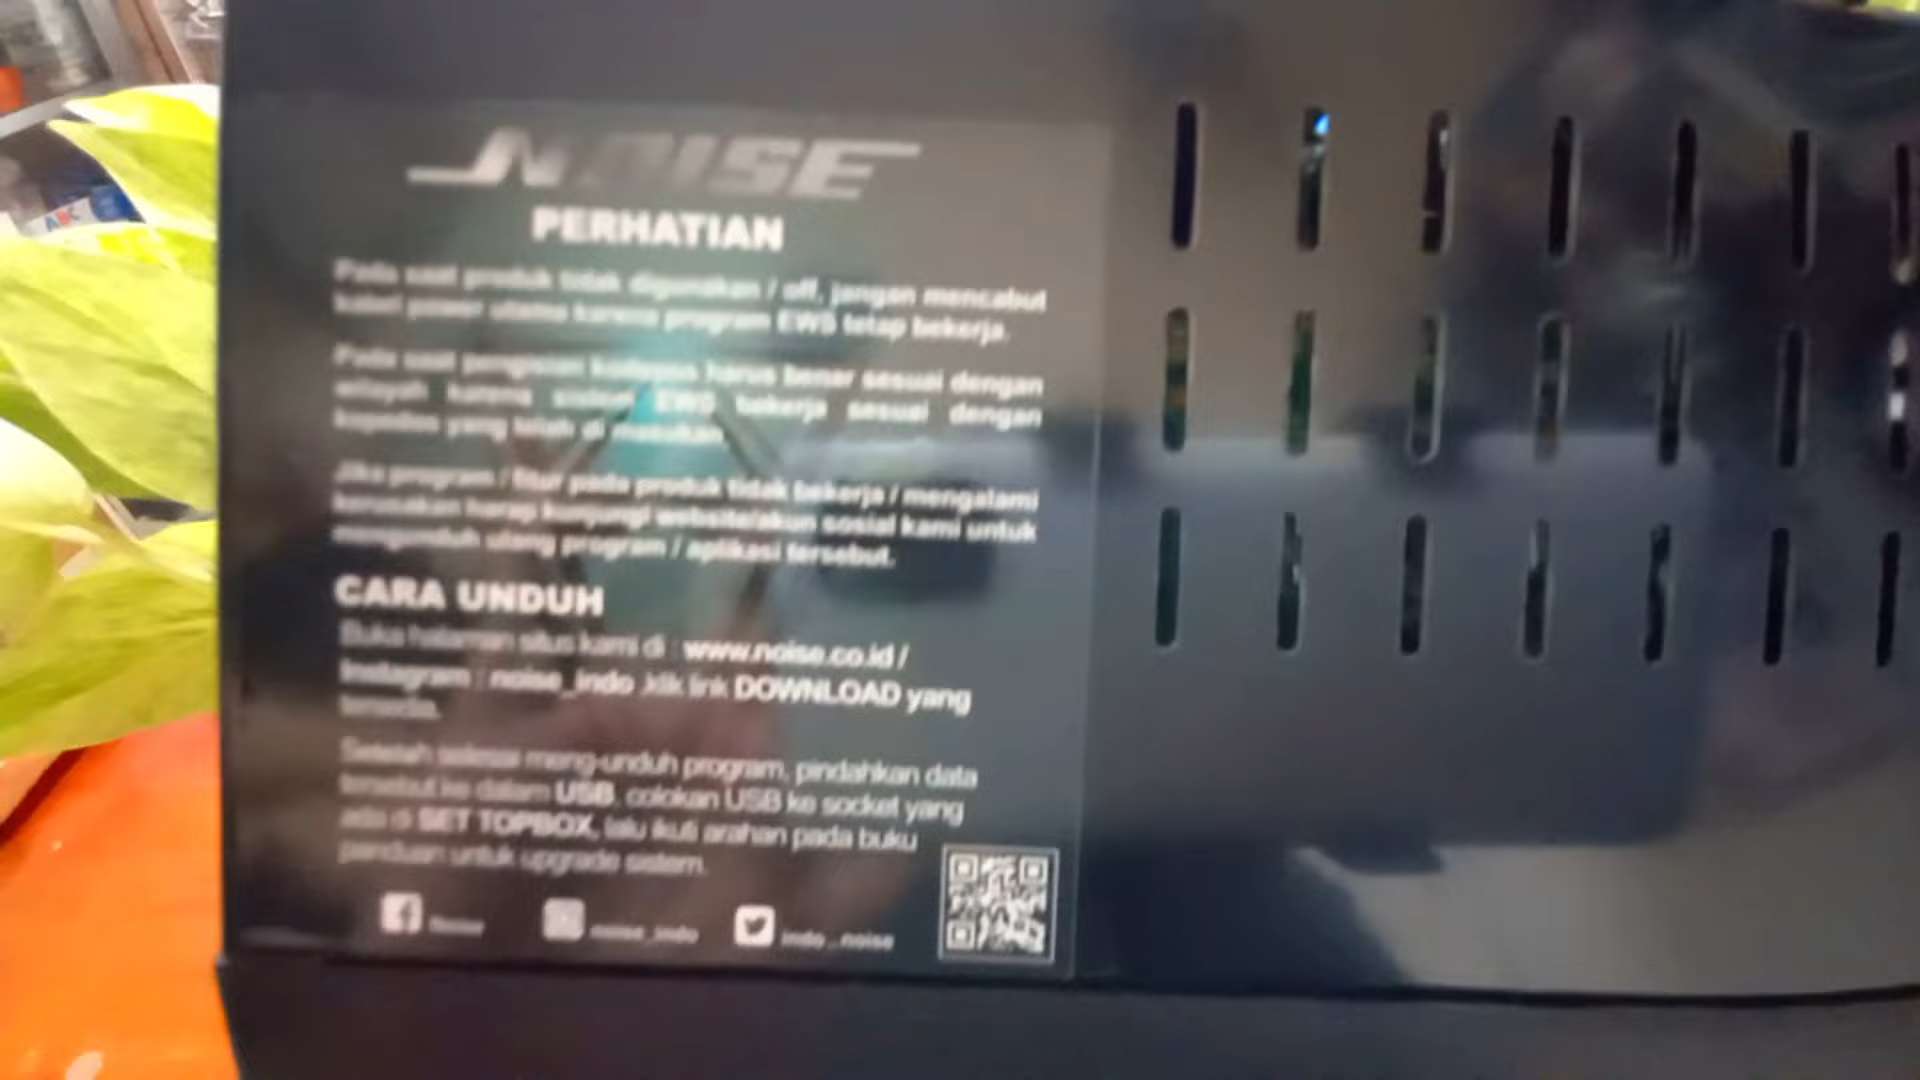 NOISE
PERHATIAN
Pada saat produk tidak digunakan / off, jangan mencabut
kabel power utama karena program EWS tetap bekerja.
Pada saat pengisian kodepos harus benar sesuai dengan
wilayah karena sistem EWS bekerja sesuai dengan
kopedos yang telah di masukan
Jika program / fitur pada produk tidak bekerja / mengalami
kerusakan harap kunjungi website/akun sosial kami untuk
mengunduh ulang program / aplikasi tersebut.
CARA UNDUH
Buka halaman situs kami di : www.noise.co.id /
Instagram : noise_indo ,klik link DOWNLOAD yang
tersedia.
Setelah selesai meng-unduh program, pindahkan data
tersebut ke dalam USB, colokan USB ke socket yang
ada di SET TOPBOX, lalu ikuti arahan pada buku
panduan untuk upgrade sistem.
Noise noise_indo indo_noise